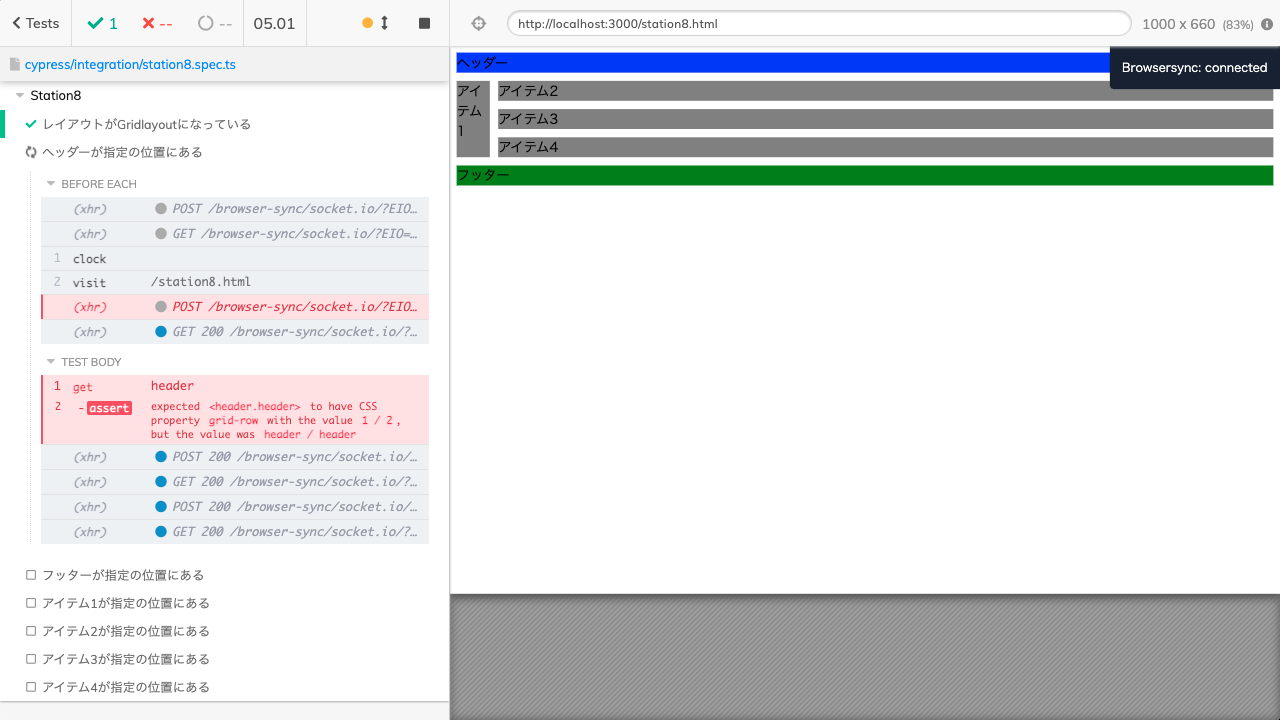 Tests
1
--
--
05.01
http://localhost:3000/station8.html
1000 x 660 (83%)
cypress/integration/station8.spec.ts
Station8
レイアウトがGridlayoutになっている
ヘッダーが指定の位置にある
BEFORE EACH
(xhr) POST /browser-sync/socket.io/?EIO…
(xhr) GET /browser-sync/socket.io/?EIO=…
1 clock
2 visit /station8.html
(xhr) POST /browser-sync/socket.io/?EIO…
(xhr) GET 200 /browser-sync/socket.io/?…
TEST BODY
1 get header
2 -assert expected <header.header> to have CSS
property grid-row with the value 1 / 2,
but the value was header / header
(xhr) POST 200 /browser-sync/socket.io/…
(xhr) GET 200 /browser-sync/socket.io/?…
(xhr) POST 200 /browser-sync/socket.io/…
(xhr) GET 200 /browser-sync/socket.io/?…
フッターが指定の位置にある
アイテム1が指定の位置にある
アイテム2が指定の位置にある
アイテム3が指定の位置にある
アイテム4が指定の位置にある
ヘッダー
Browsersync: connected
アイ
テム
1
アイテム2
アイテム3
アイテム4
フッター